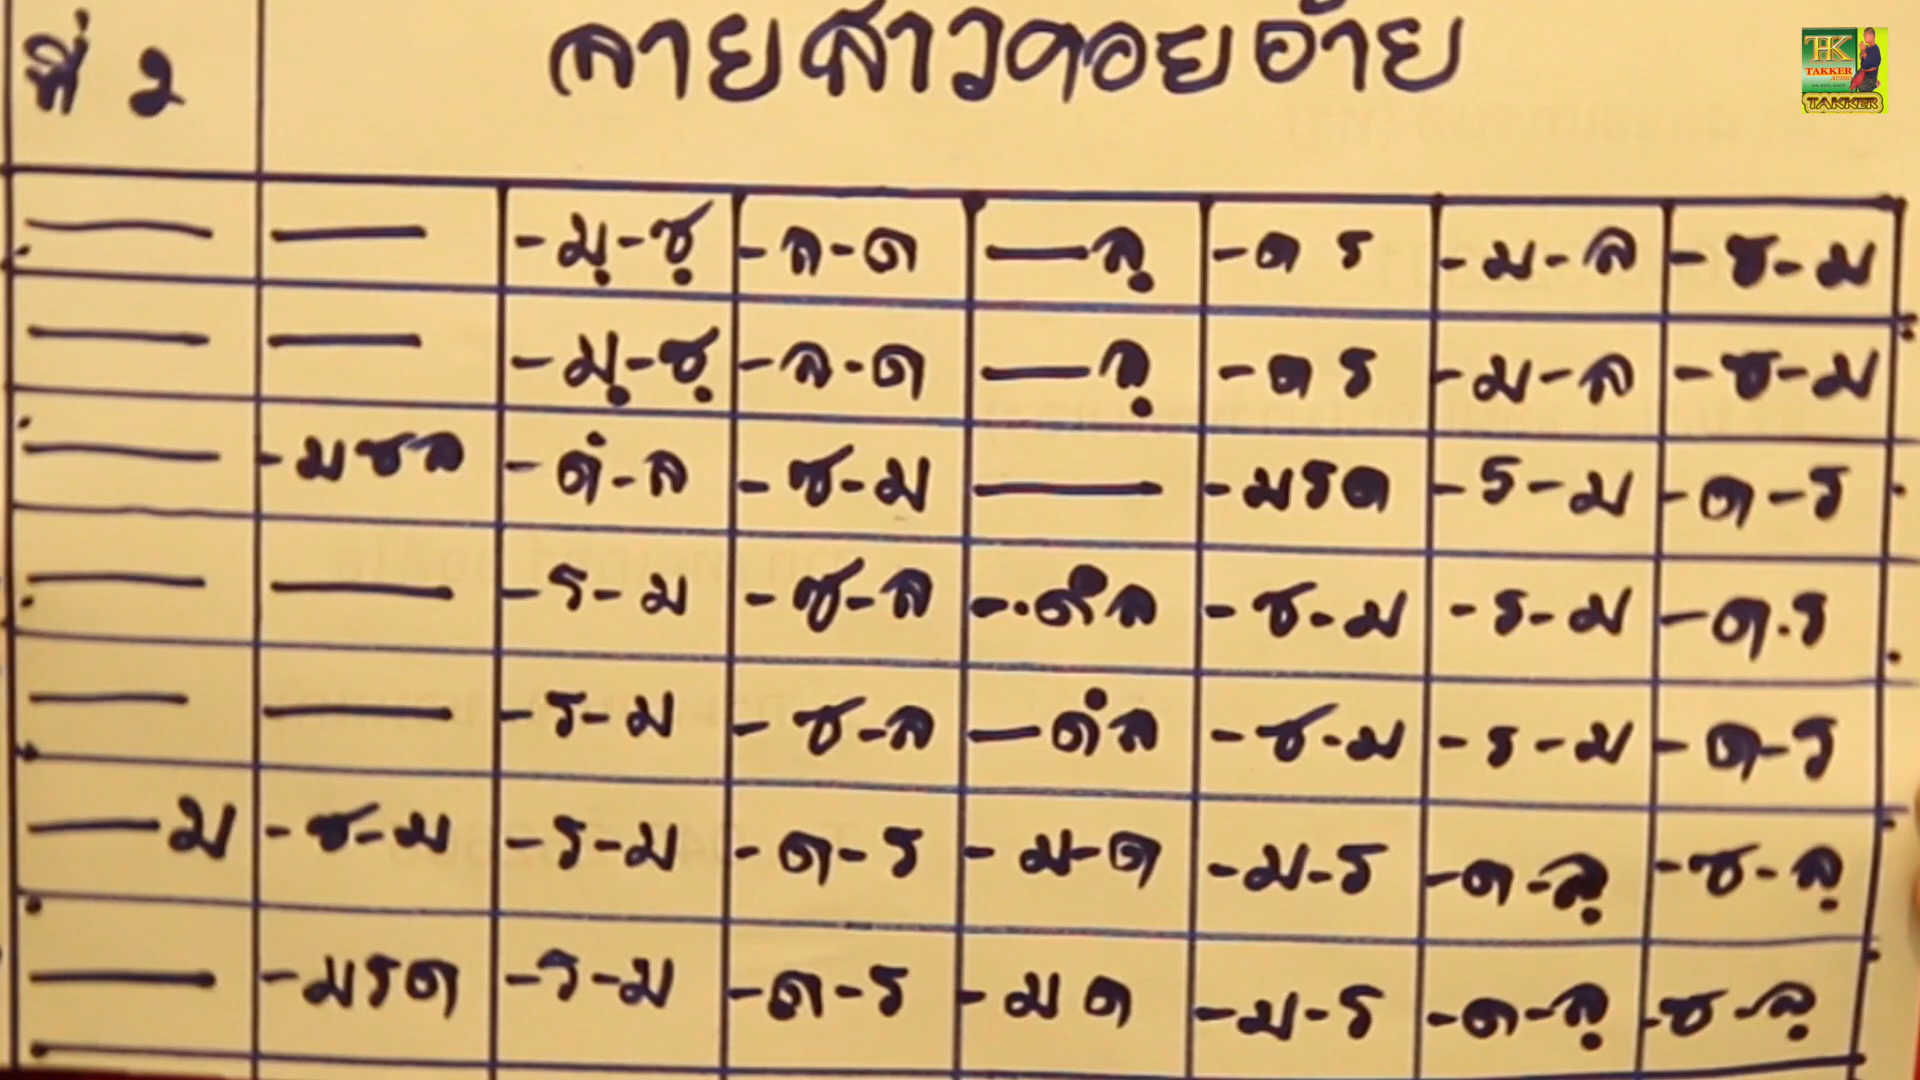 ที่ 2 ลายสาวคอยอ้าย
TAKKER
TAKKER
—— —— -มฺ-ซฺ -ล-ด ——ลฺ -ด ร -ม-ล -ซ-ม
—— —— -มฺ-ซฺ -ล-ด ——ลฺ -ด ร -ม-ล -ซ-ม
—— -มซล -ดํ-ล -ซ-ม —— -มรด -ร-ม -ด-ร
—— —— -ร-ม -ซ-ล -.ดํล -ซ-ม -ร-ม -ด.ร
—— —— -ร-ม -ซ-ล —ดํล -ซ-ม -ร-ม -ด-ร
——ม -ซ-ม -ร-ม -ด-ร -ม-ด -ม-ร -ด-ลฺ -ซ-ลฺ
—— -มรด -ร-ม -ด-ร -ม ด -ม-ร -ด-ลฺ -ซ-ลฺ